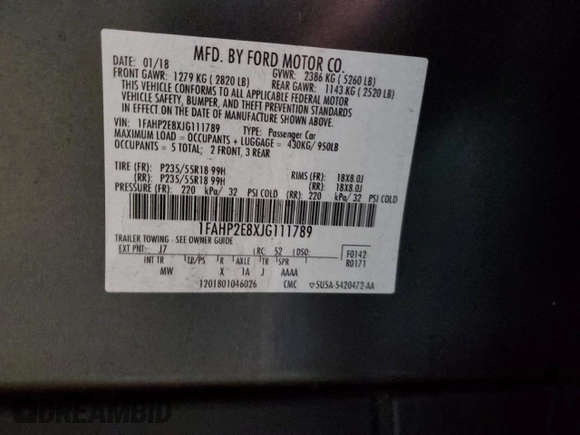 MFD. BY FORD MOTOR CO.
DATE: 01/18 GVWR: 2386 KG ( 5260 LB)
FRONT GAWR: 1279 KG ( 2820 LB) REAR GAWR: 1143 KG ( 2520 LB)
THIS VEHICLE CONFORMS TO ALL APPLICABLE FEDERAL MOTOR
VEHICLE SAFETY, BUMPER, AND THEFT PREVENTION STANDARDS
IN EFFECT ON THE DATE OF MANUFACTURE SHOWN ABOVE.
VIN: 1FAHP2E8XJG111789 TYPE: Passenger Car
MAXIMUM LOAD = OCCUPANTS + LUGGAGE = 430KG/ 950LB
OCCUPANTS = 5 TOTAL; 2 FRONT, 3 REAR
TIRE (FR): P235/55R18 99H RIMS (FR): 18X8.0J
(RR): P235/55R18 99H (RR): 18X8.0J
PRESSURE (FR): 220 kPa/ 32 PSI COLD (RR): 220 kPa/ 32 PSI COLD
1FAHP2E8XJG111789
TRAILER TOWING - SEE OWNER GUIDE
EXT PNT: J7 RC: 52 DSO: F0142
INT TR TP/PS R AXLE TR SPR R0171
MW X 1A J AAAA
1201801046026 CMC 5U5A-5420472-AA
DREAMBID